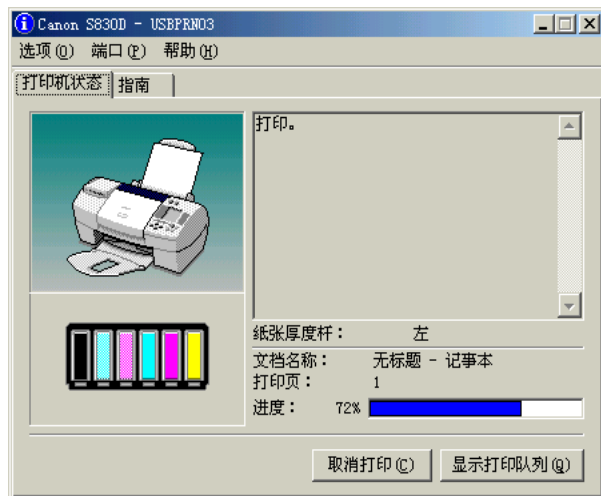 Canon S830D - USBPRN03
选项(O) 端口(P) 帮助(H)
打印机状态 指南
打印。
纸张厚度杆： 左
文档名称： 无标题 - 记事本
打印页： 1
进度： 72%
取消打印(C) 显示打印队列(Q)